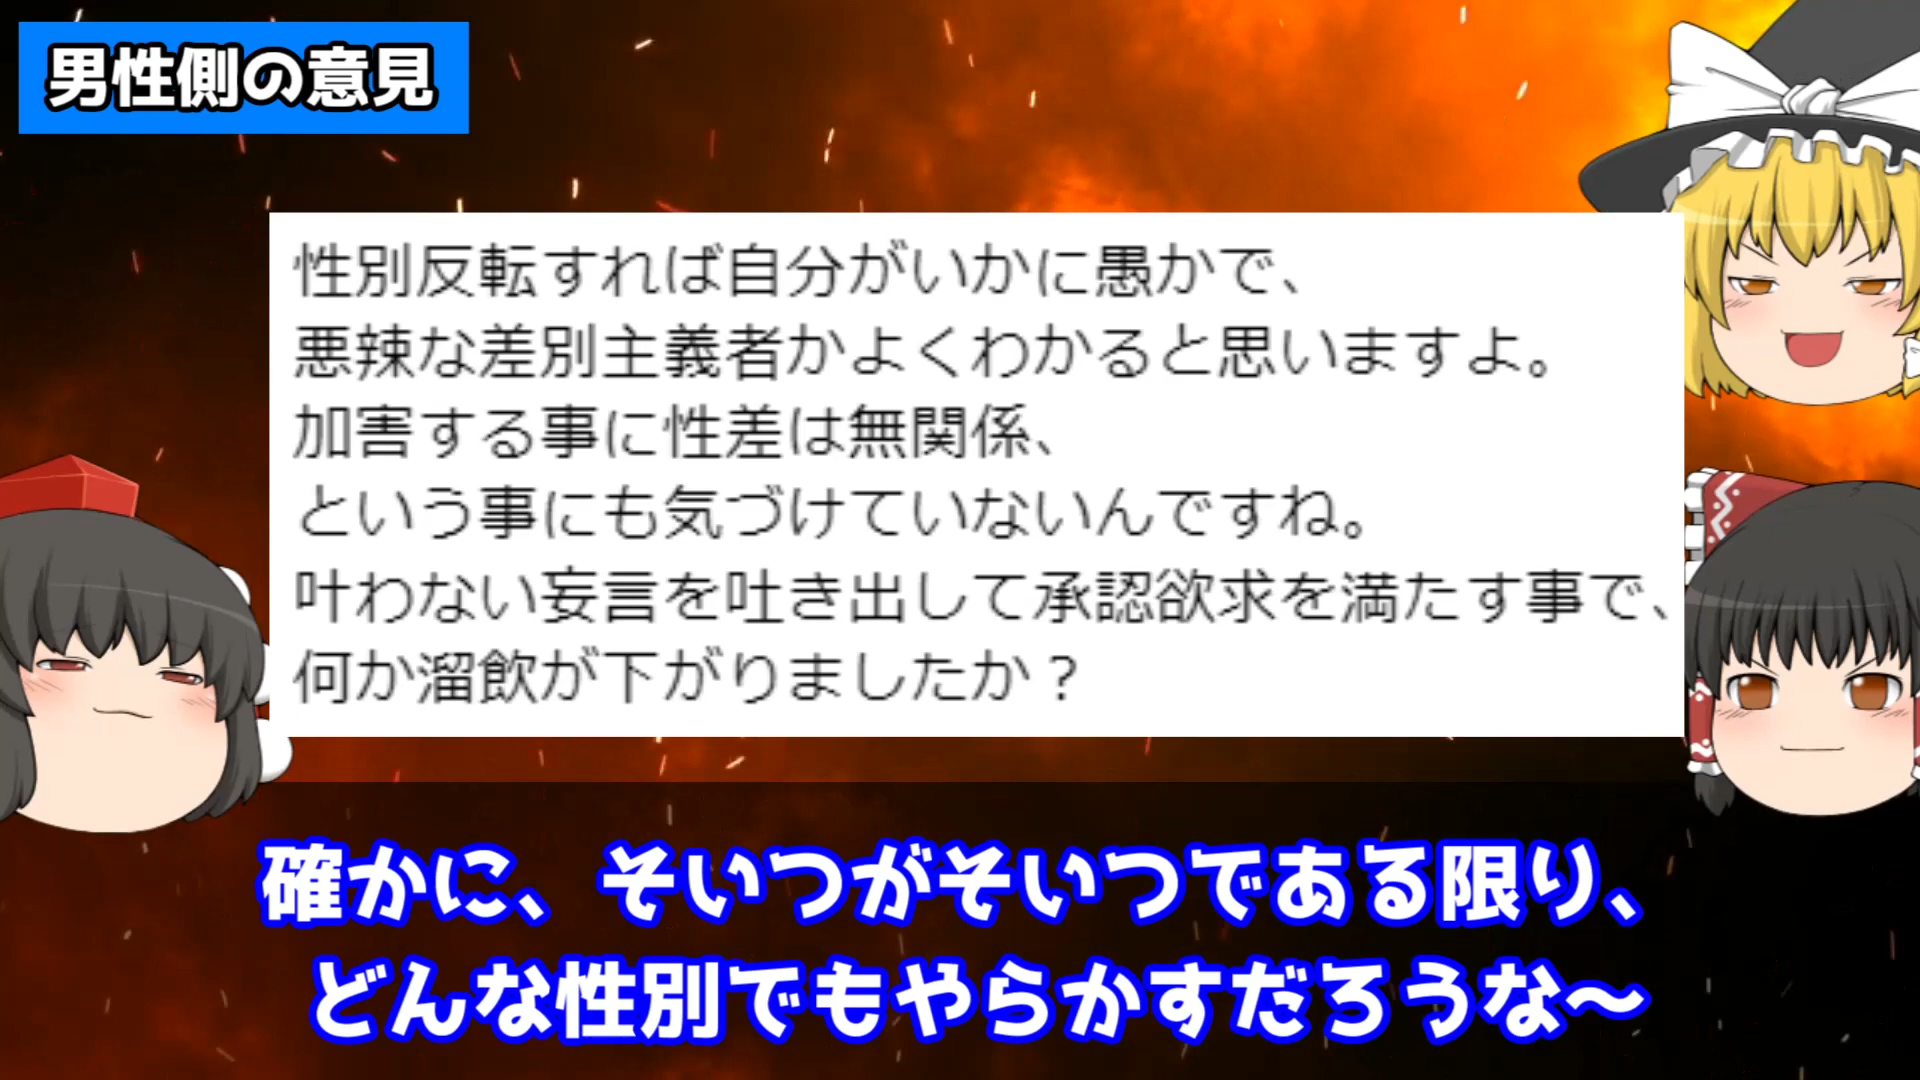 男性側の意見
性別反転すれば自分がいかに愚かで、
悪辣な差別主義者かよくわかると思いますよ。
加害する事に性差は無関係、
という事にも気づけていないんですね。
叶わない妄言を吐き出して承認欲求を満たす事で、
何か溜飲が下がりましたか？
確かに、そいつがそいつである限り、
どんな性別でもやらかすだろうな～